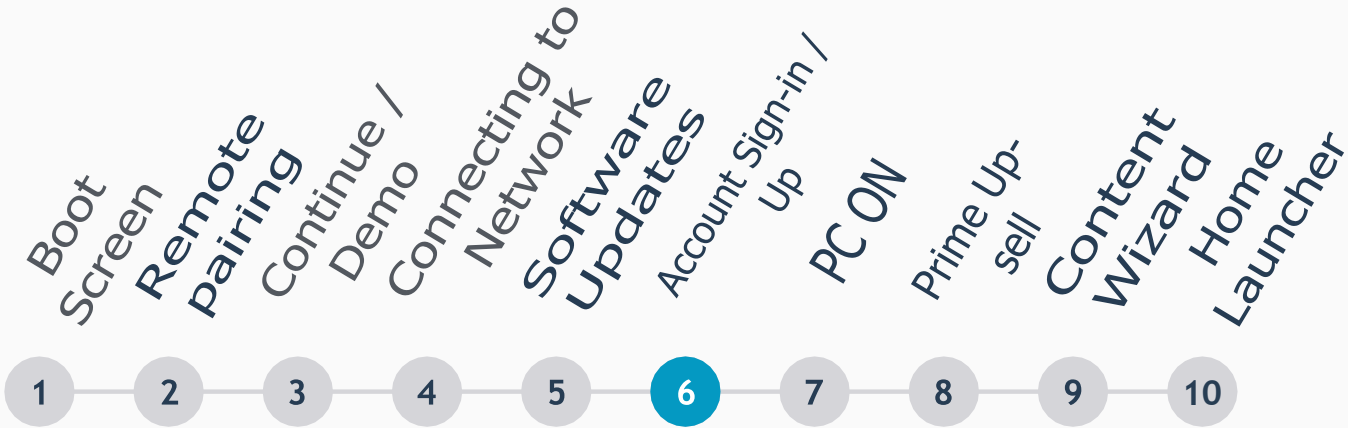 Boot
Screen
Remote
pairing
Continue /
Demo
Connecting to
Network
Software
Updates
Account Sign-in /
Up
PC ON
Prime Up-
sell
Content
Wizard
Home
Launcher
1
2
3
4
5
6
7
8
9
10